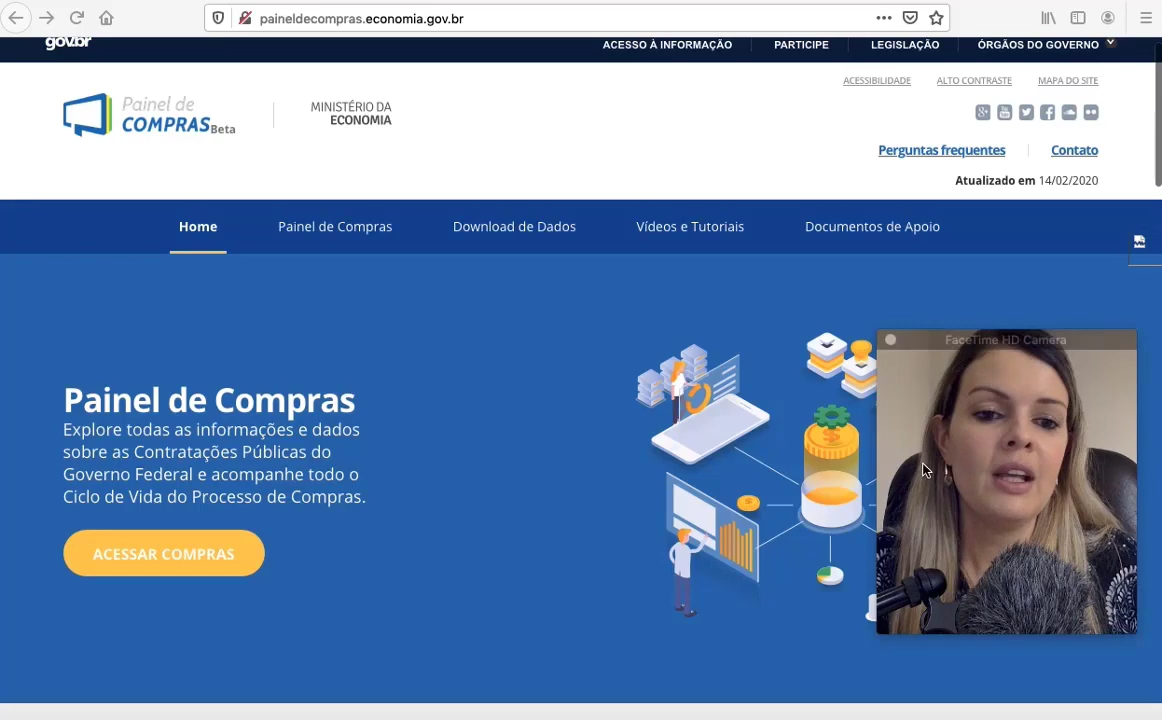 paineldecompras.economia.gov.br
gov.br
ACESSO À INFORMAÇÃO
PARTICIPE
LEGISLAÇÃO
ÓRGÃOS DO GOVERNO
ACESSIBILIDADE
ALTO CONTRASTE
MAPA DO SITE
Painel de
COMPRAS Beta
MINISTÉRIO DA
ECONOMIA
Perguntas frequentes
Contato
Atualizado em 14/02/2020
Home
Painel de Compras
Download de Dados
Vídeos e Tutoriais
Documentos de Apoio
FaceTime HD Camera
Painel de Compras
Explore todas as informações e dados
sobre as Contratações Públicas do
Governo Federal e acompanhe todo o
Ciclo de Vida do Processo de Compras.
ACESSAR COMPRAS